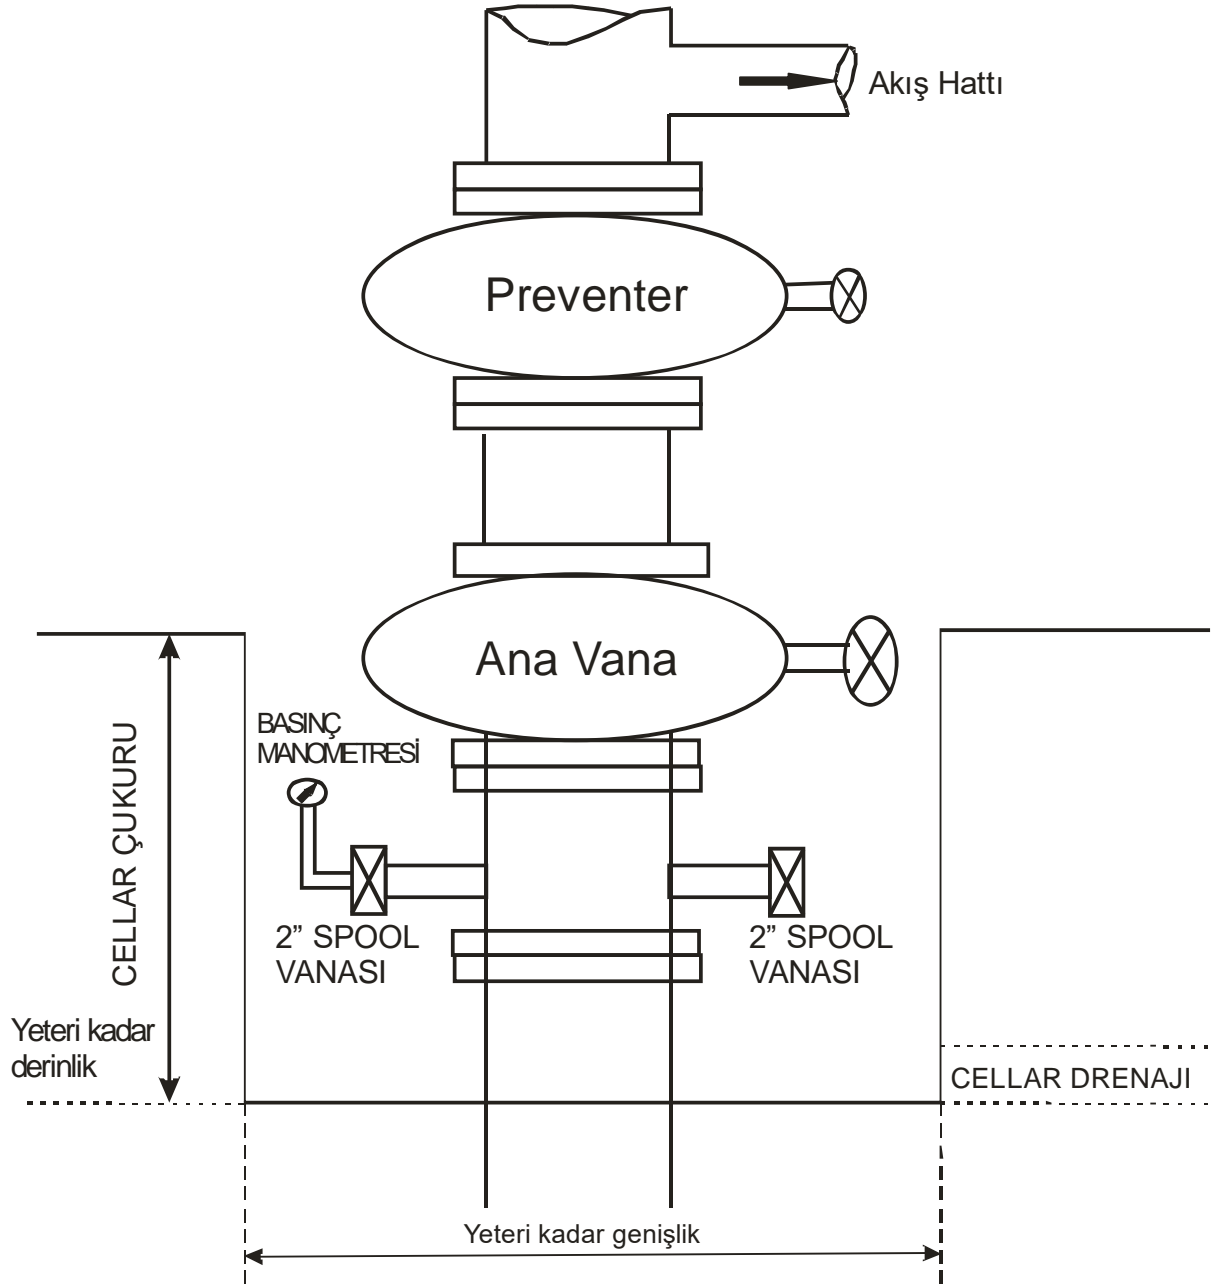 Akış Hattı
Preventer
Ana Vana
BASINÇ
MANOMETRESİ
CELLAR ÇUKURU
2” SPOOL
VANASI
2” SPOOL
VANASI
Yeteri kadar
derinlik
CELLAR DRENAJI
Yeteri kadar genişlik